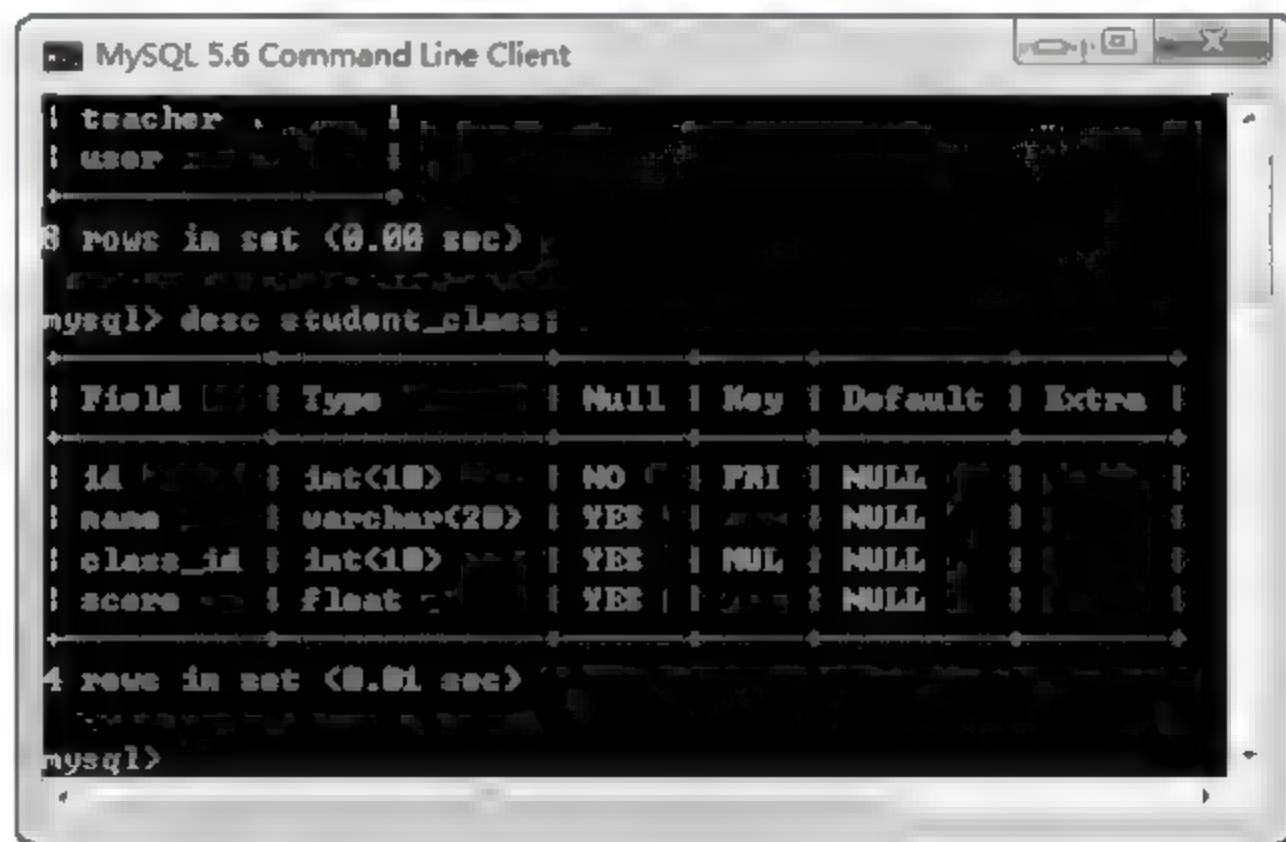 MySQL 5.6 Command Line Client
| teacher |
| user |
+--------------+
8 rows in set (0.00 sec)
mysql> desc student_class;
+----------+-------------+------+-----+---------+-------+
| Field | Type | Null | Key | Default | Extra |
+----------+-------------+------+-----+---------+-------+
| id | int(10) | NO | PRI | NULL | |
| name | varchar(20) | YES | | NULL | |
| class_id | int(10) | YES | MUL | NULL | |
| score | float | YES | | NULL | |
+----------+-------------+------+-----+---------+-------+
4 rows in set (0.01 sec)
mysql>